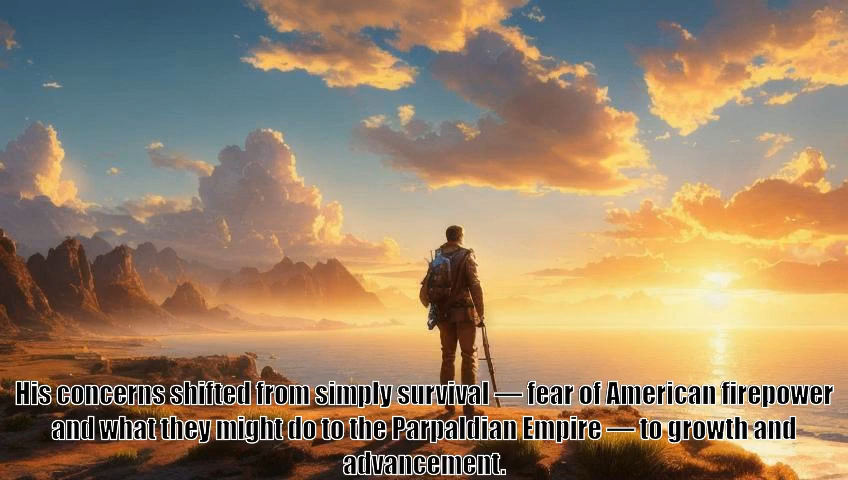 His concerns shifted from simply survival — fear of American firepower
and what they might do to the Parpaldian Empire — to growth and
advancement.